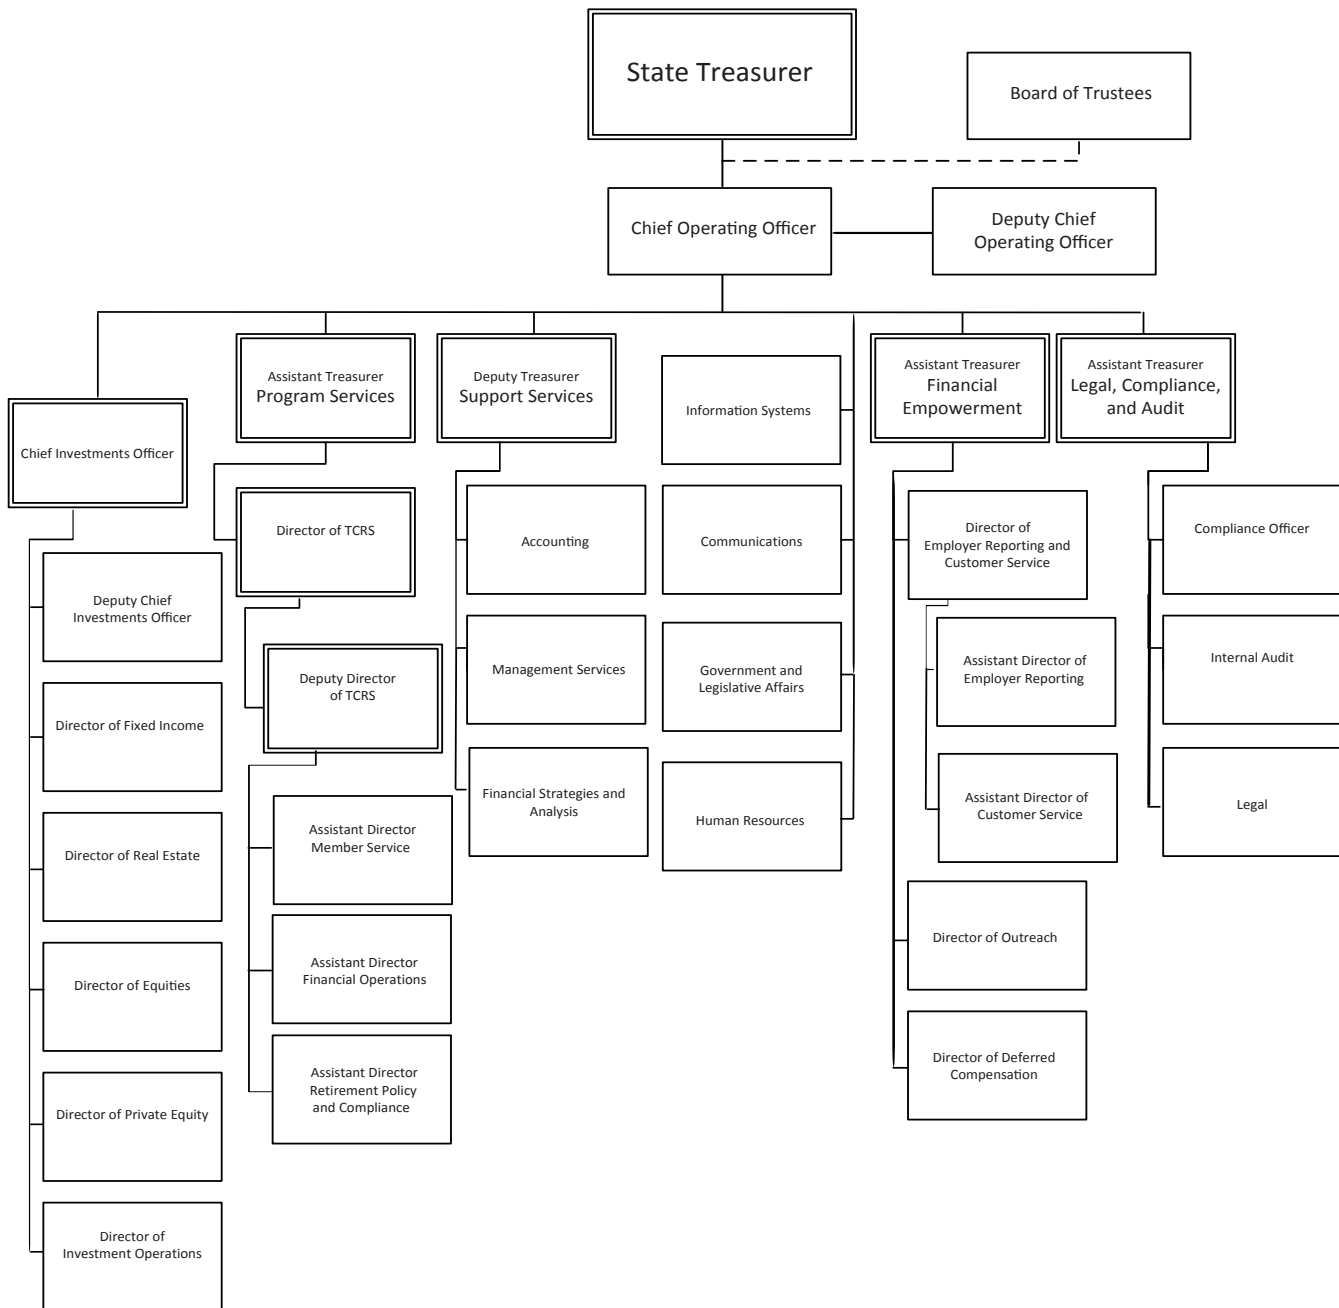 State Treasurer
Board of Trustees
Chief Operating Officer
Deputy Chief
Operating Officer
Chief Investments Officer
Deputy Chief
Investments Officer
Director of Fixed Income
Director of Real Estate
Director of Equities
Director of Private Equity
Director of
Investment Operations
Assistant Treasurer
Program Services
Director of TCRS
Deputy Director
of TCRS
Assistant Director
Member Service
Assistant Director
Financial Operations
Assistant Director
Retirement Policy
and Compliance
Deputy Treasurer
Support Services
Accounting
Management Services
Financial Strategies and
Analysis
Information Systems
Communications
Government and
Legislative Affairs
Human Resources
Assistant Treasurer
Financial
Empowerment
Director of
Employer Reporting and
Customer Service
Assistant Director of
Employer Reporting
Assistant Director of
Customer Service
Director of Outreach
Director of Deferred
Compensation
Assistant Treasurer
Legal, Compliance,
and Audit
Compliance Officer
Internal Audit
Legal